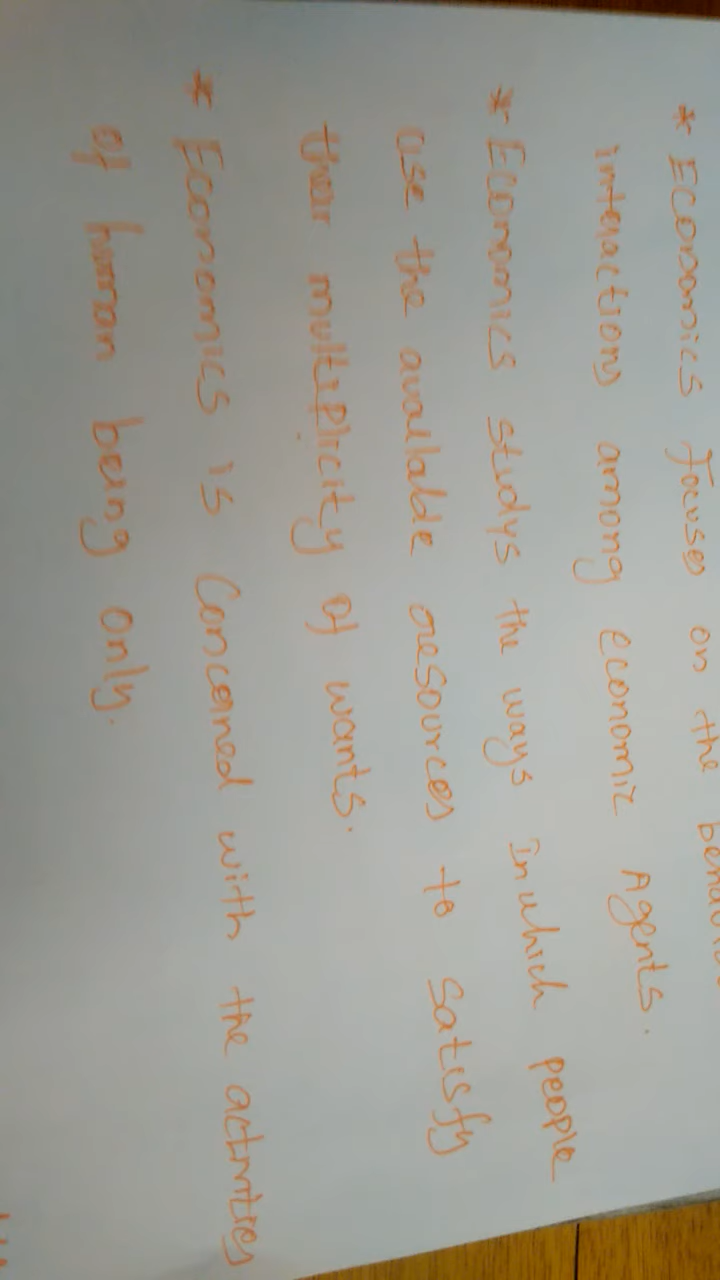 * Economics focuses on the
interactions among economic Agents.
* Economics studys the ways In which people
use the available resources to satisfy
their multiplicity of wants.
* Economics is Concerned with the activities
of human being only.